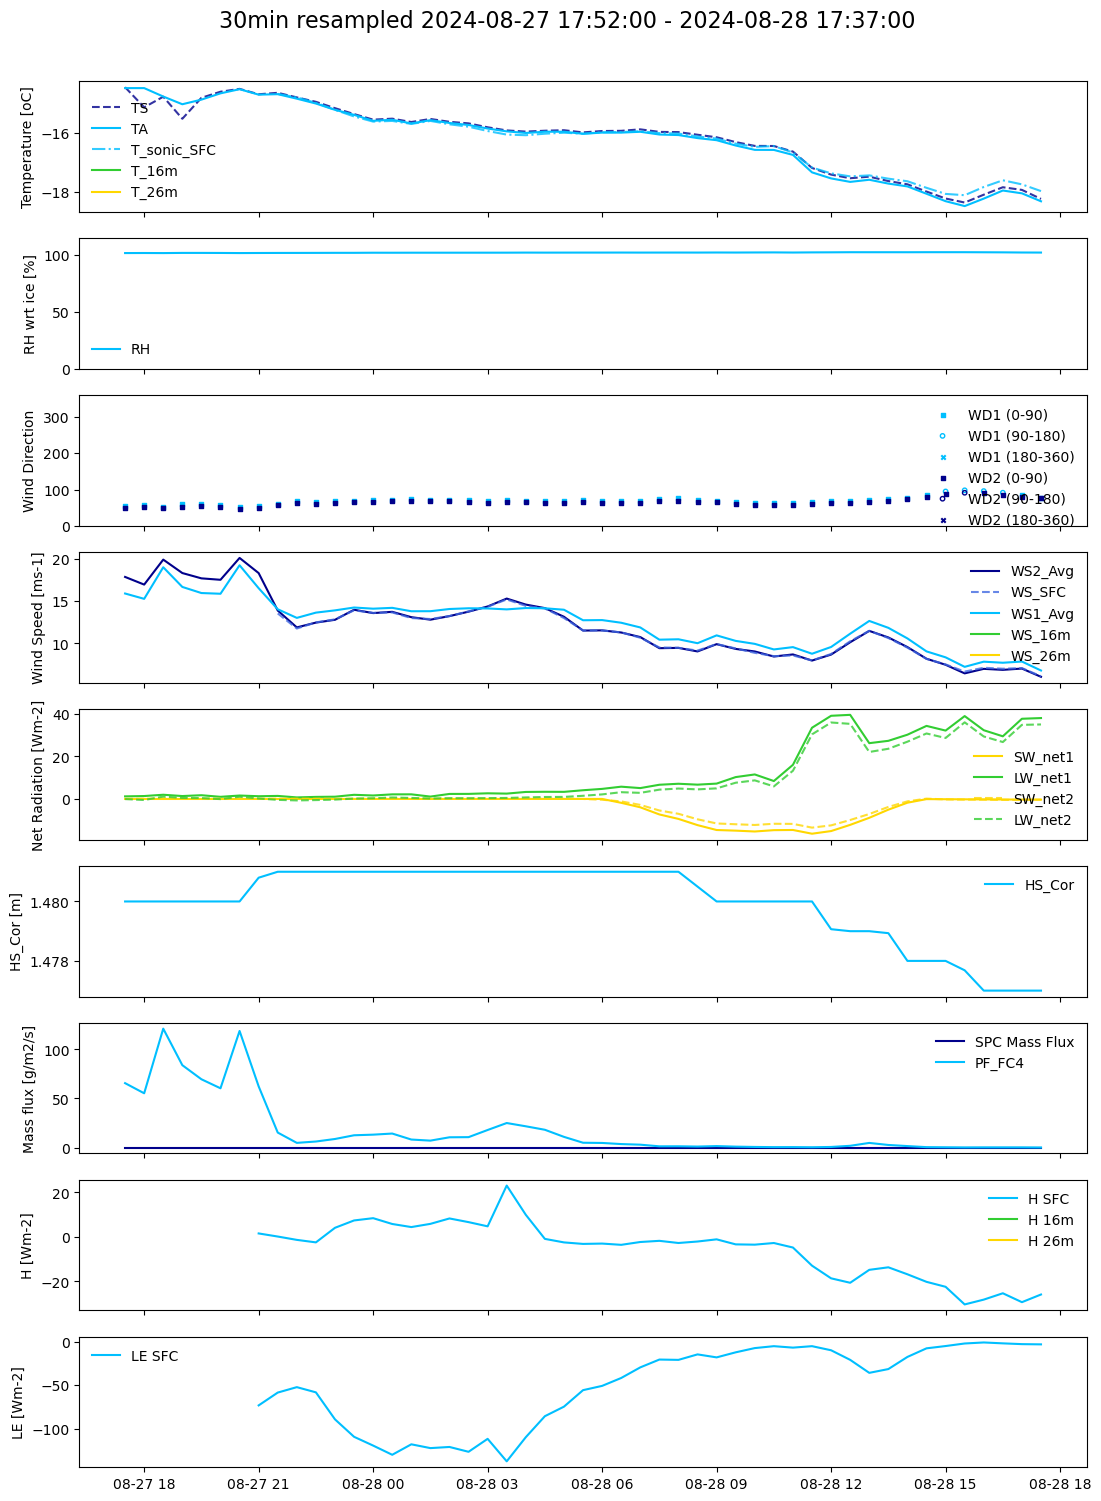 30min resampled 2024-08-27 17:52:00 - 2024-08-28 17:37:00
Temperature [oC]
−16
−18
TS
TA
T_sonic_SFC
T_16m
T_26m
RH wrt ice [%]
100
50
0
RH
Wind Direction
300
200
100
0
WD1 (0-90)
WD1 (90-180)
WD1 (180-360)
WD2 (0-90)
WD2 (90-180)
WD2 (180-360)
Wind Speed [ms-1]
20
15
10
WS2_Avg
WS_SFC
WS1_Avg
WS_16m
WS_26m
Net Radiation [Wm-2]
40
20
0
SW_net1
LW_net1
SW_net2
LW_net2
HS_Cor [m]
1.480
1.478
HS_Cor
Mass flux [g/m2/s]
100
50
0
SPC Mass Flux
PF_FC4
H [Wm-2]
20
0
−20
H SFC
H 16m
H 26m
LE [Wm-2]
0
−50
−100
LE SFC
08-27 18
08-27 21
08-28 00
08-28 03
08-28 06
08-28 09
08-28 12
08-28 15
08-28 18